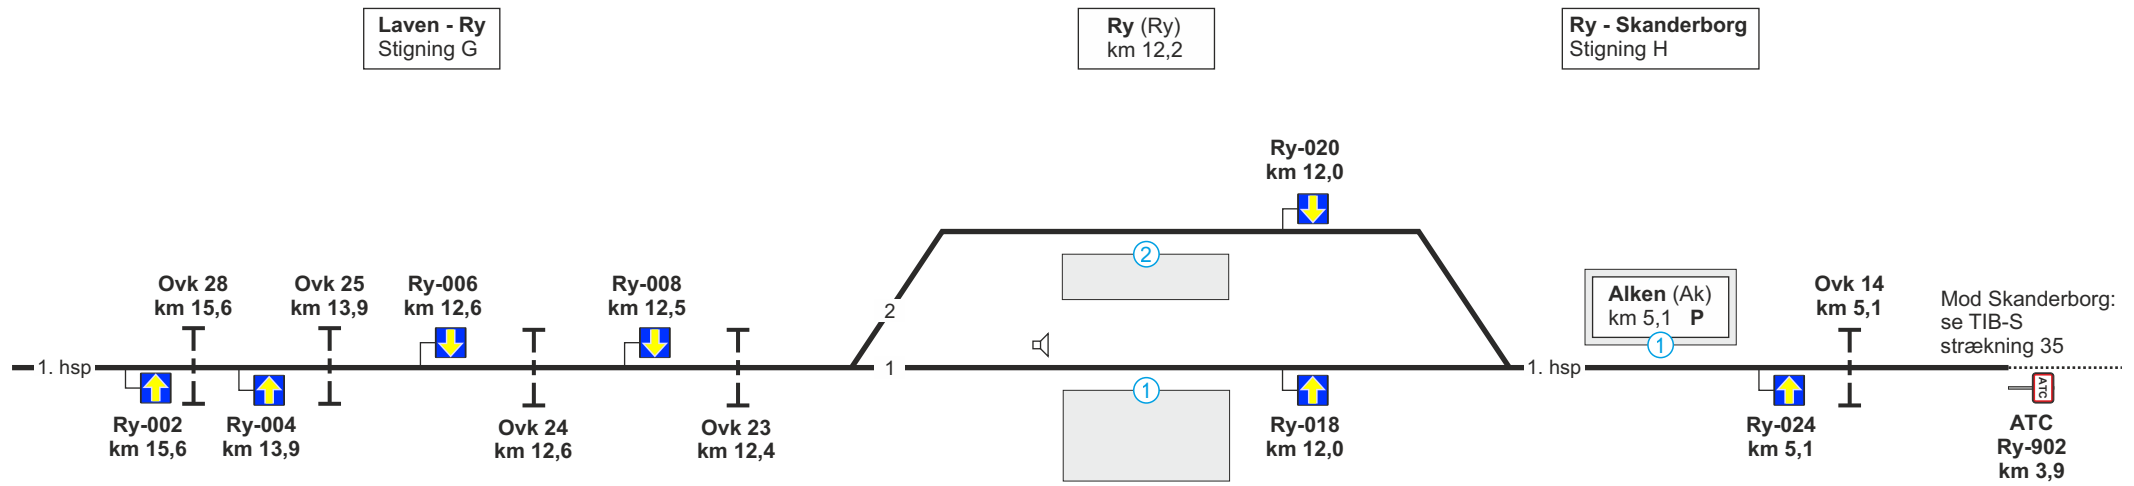 Laven - Ry
Stigning G
Ry (Ry)
km 12,2
Ry - Skanderborg
Stigning H
Ry-020
km 12,0
2
Ovk 28
km 15,6
Ovk 25
km 13,9
Ry-006
km 12,6
Ry-008
km 12,5
2
Alken (Ak)
km 5,1 P
1
Ovk 14
km 5,1
Mod Skanderborg:
se TIB-S
strækning 35
1. hsp
1
1. hsp
1
ATC
Ry-002
km 15,6
Ry-004
km 13,9
Ovk 24
km 12,6
Ovk 23
km 12,4
Ry-018
km 12,0
Ry-024
km 5,1
ATC
Ry-902
km 3,9